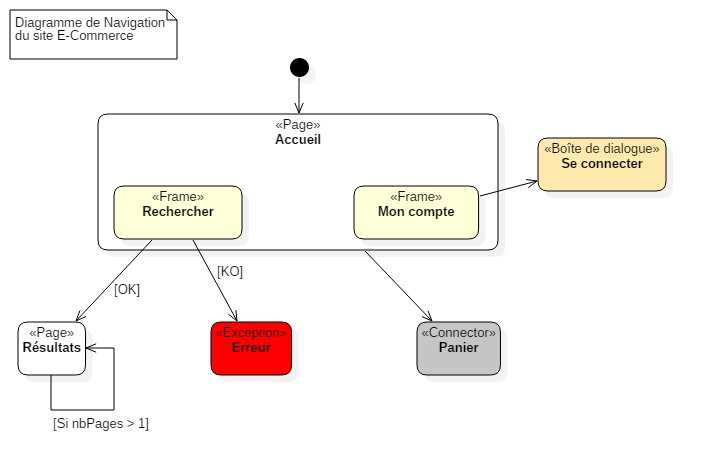 Diagramme de Navigation
du site E-Commerce
«Page»
Accueil
«Boîte de dialogue»
Se connecter
«Frame»
Rechercher
«Frame»
Mon compte
[KO]
[OK]
«Page»
Résultats
«Exception»
Erreur
«Connector»
Panier
[Si nbPages > 1]